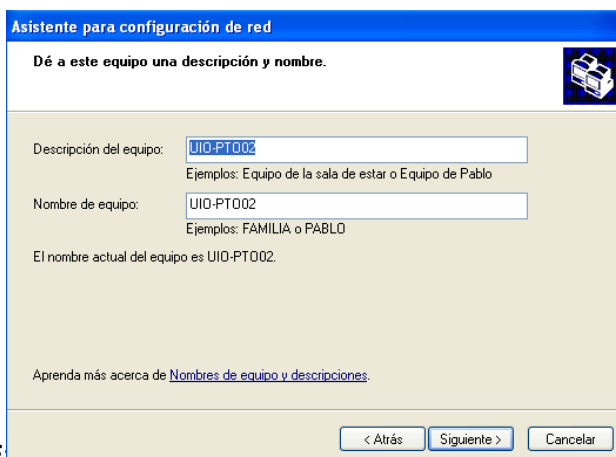 Asistente para configuración de red
Dé a este equipo una descripción y nombre.
Descripción del equipo: UIO-PTO02
Ejemplos: Equipo de la sala de estar o Equipo de Pablo
Nombre de equipo: UIO-PTO02
Ejemplos: FAMILIA o PABLO
El nombre actual del equipo es UIO-PTO02.
Aprenda más acerca de Nombres de equipo y descripciones.
< Atrás Siguiente > Cancelar